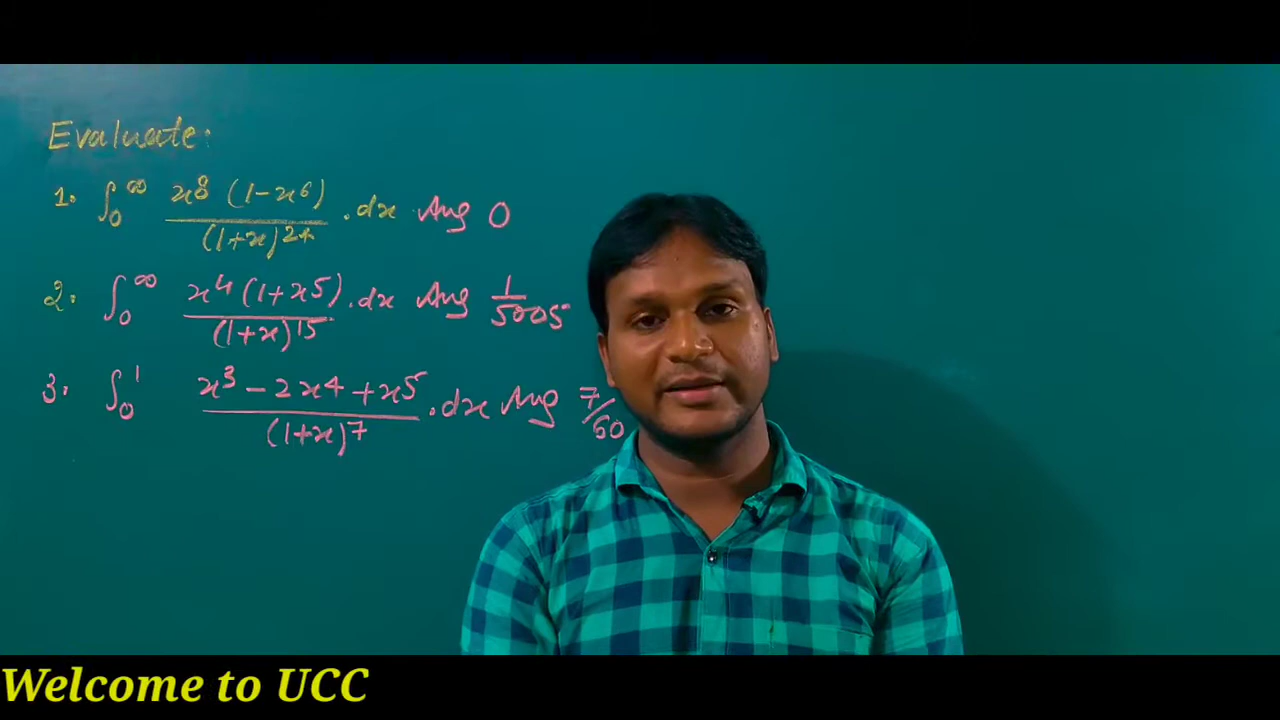 Evaluate:
1. ∫₀^∞ x⁸ (1-x⁶) / (1+x)²⁴ . dx Ans 0
2. ∫₀^∞ x⁴ (1+x⁵) / (1+x)¹⁵ . dx Ans 1/5005
3. ∫₀¹ x³ - 2x⁴ + x⁵ / (1+x)⁷ . dx Ans 7/60
Welcome to UCC